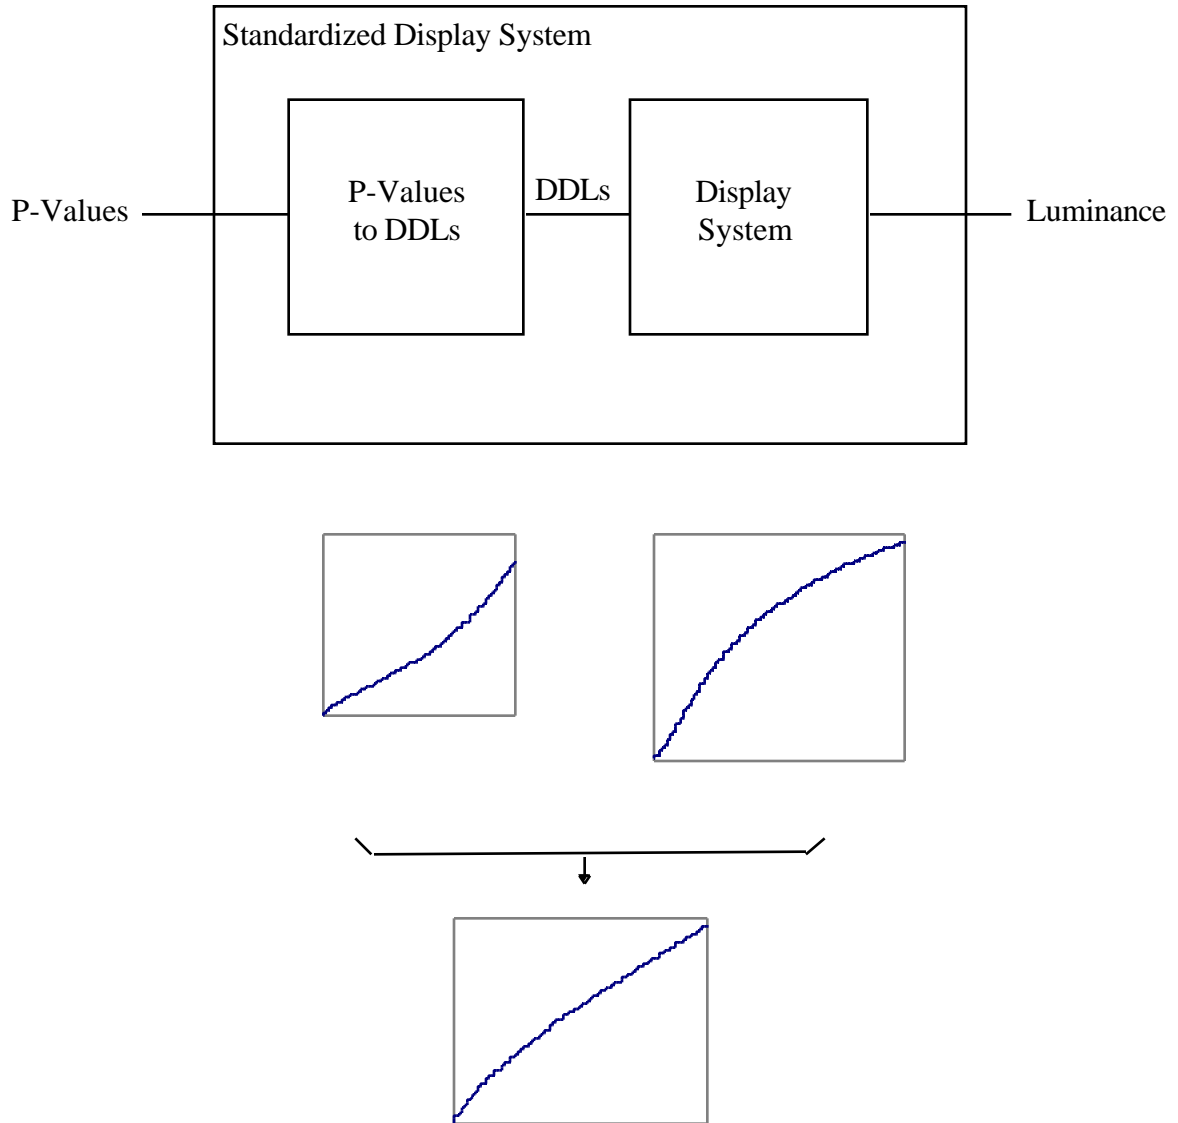 Standardized Display System
P-Values
P-Values
to DDLs
DDLs
Display
System
Luminance